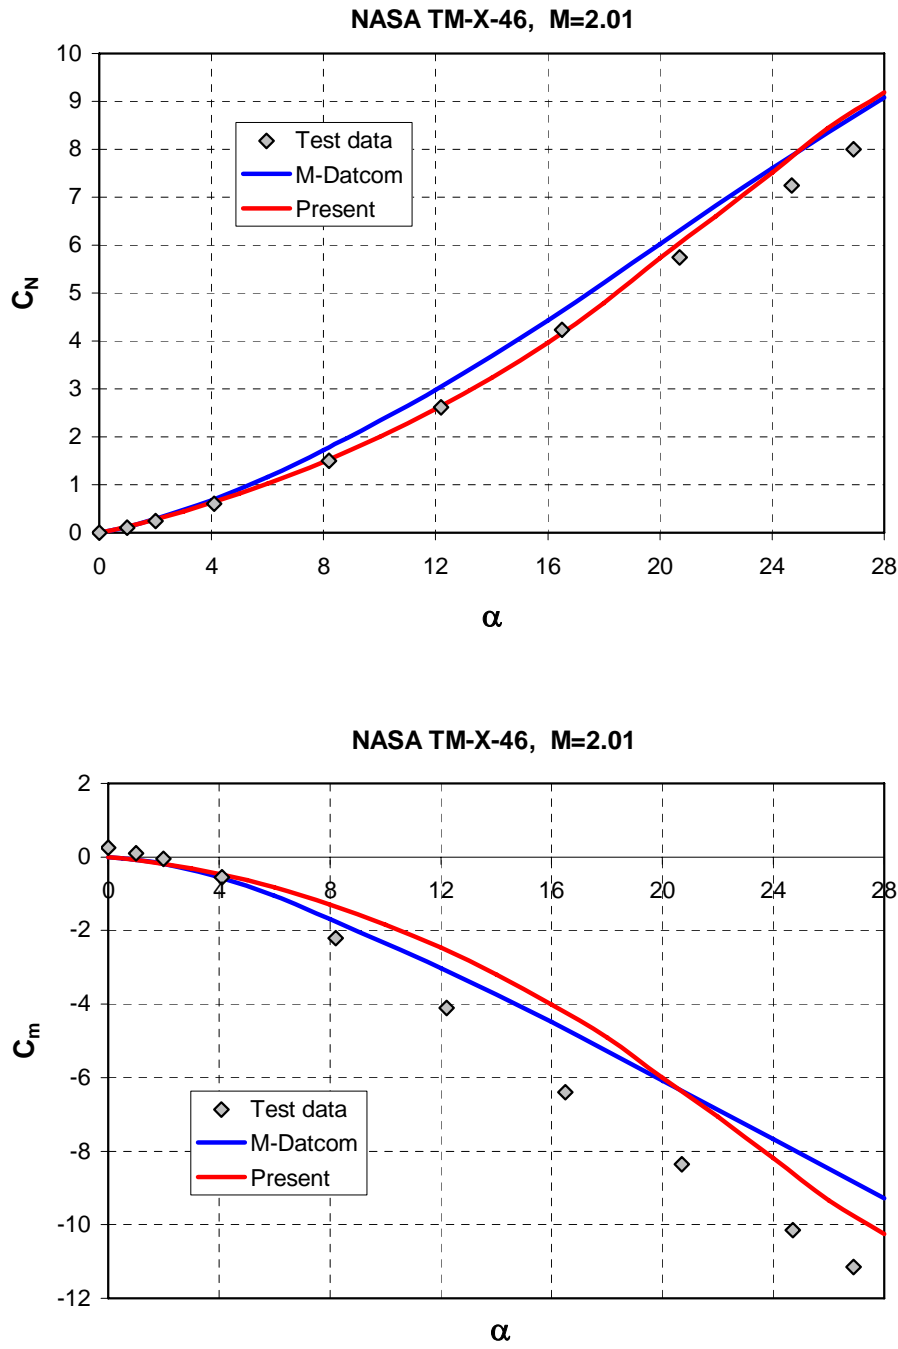 NASA TM-X-46, M=2.01
10
9
8
7
6
5
4
3
2
1
0
Test data
M-Datcom
Present
C_N
0 4 8 12 16 20 24 28
α
NASA TM-X-46, M=2.01
2
0
-2
-4
-6
-8
-10
-12
0 4 8 12 16 20 24 28
C_m
Test data
M-Datcom
Present
α